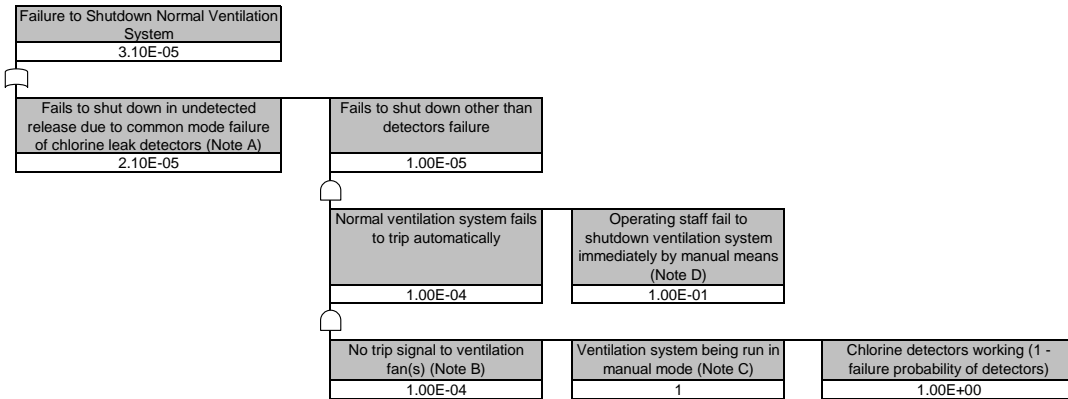 Failure to Shutdown Normal Ventilation
System
3.10E-05
Fails to shut down in undetected
release due to common mode failure
of chlorine leak detectors (Note A)
2.10E-05
Fails to shut down other than
detectors failure
1.00E-05
Normal ventilation system fails
to trip automatically
1.00E-04
Operating staff fail to
shutdown ventilation system
immediately by manual means
(Note D)
1.00E-01
No trip signal to ventilation
fan(s) (Note B)
1.00E-04
Ventilation system being run in
manual mode (Note C)
1
Chlorine detectors working (1 -
failure probability of detectors)
1.00E+00